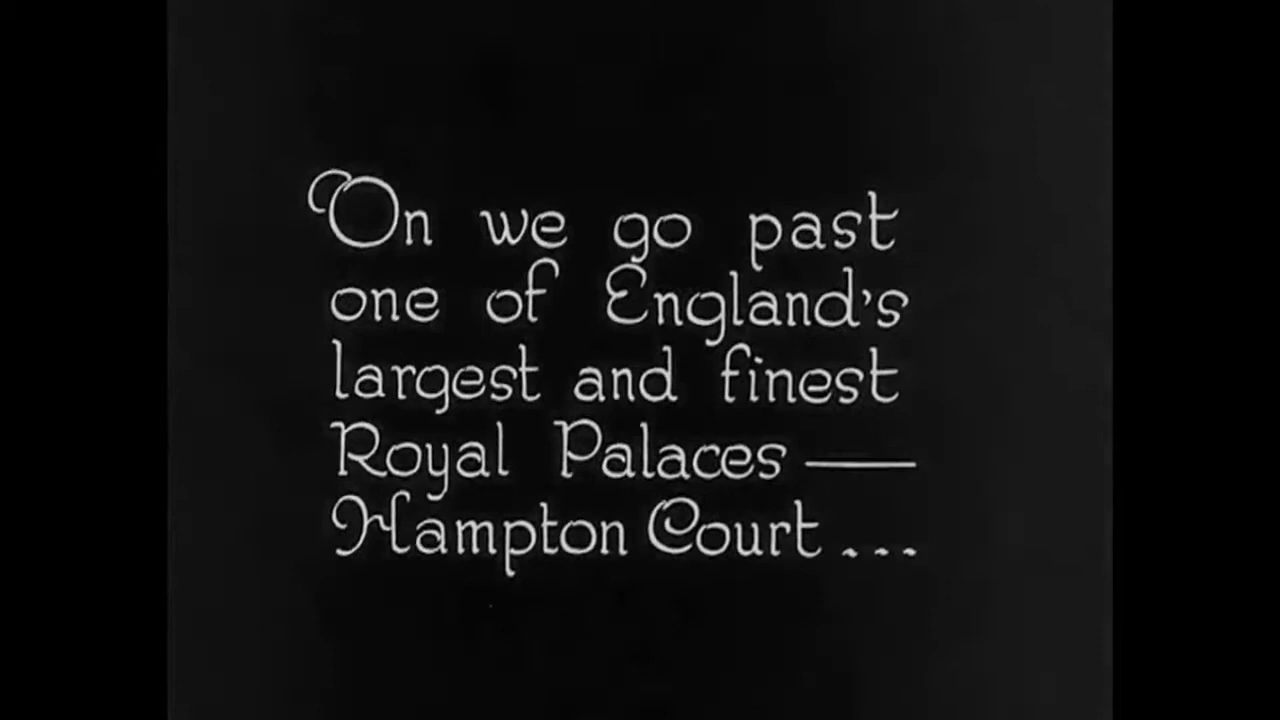 On we go past
one of England's
largest and finest
Royal Palaces —
Hampton Court ...